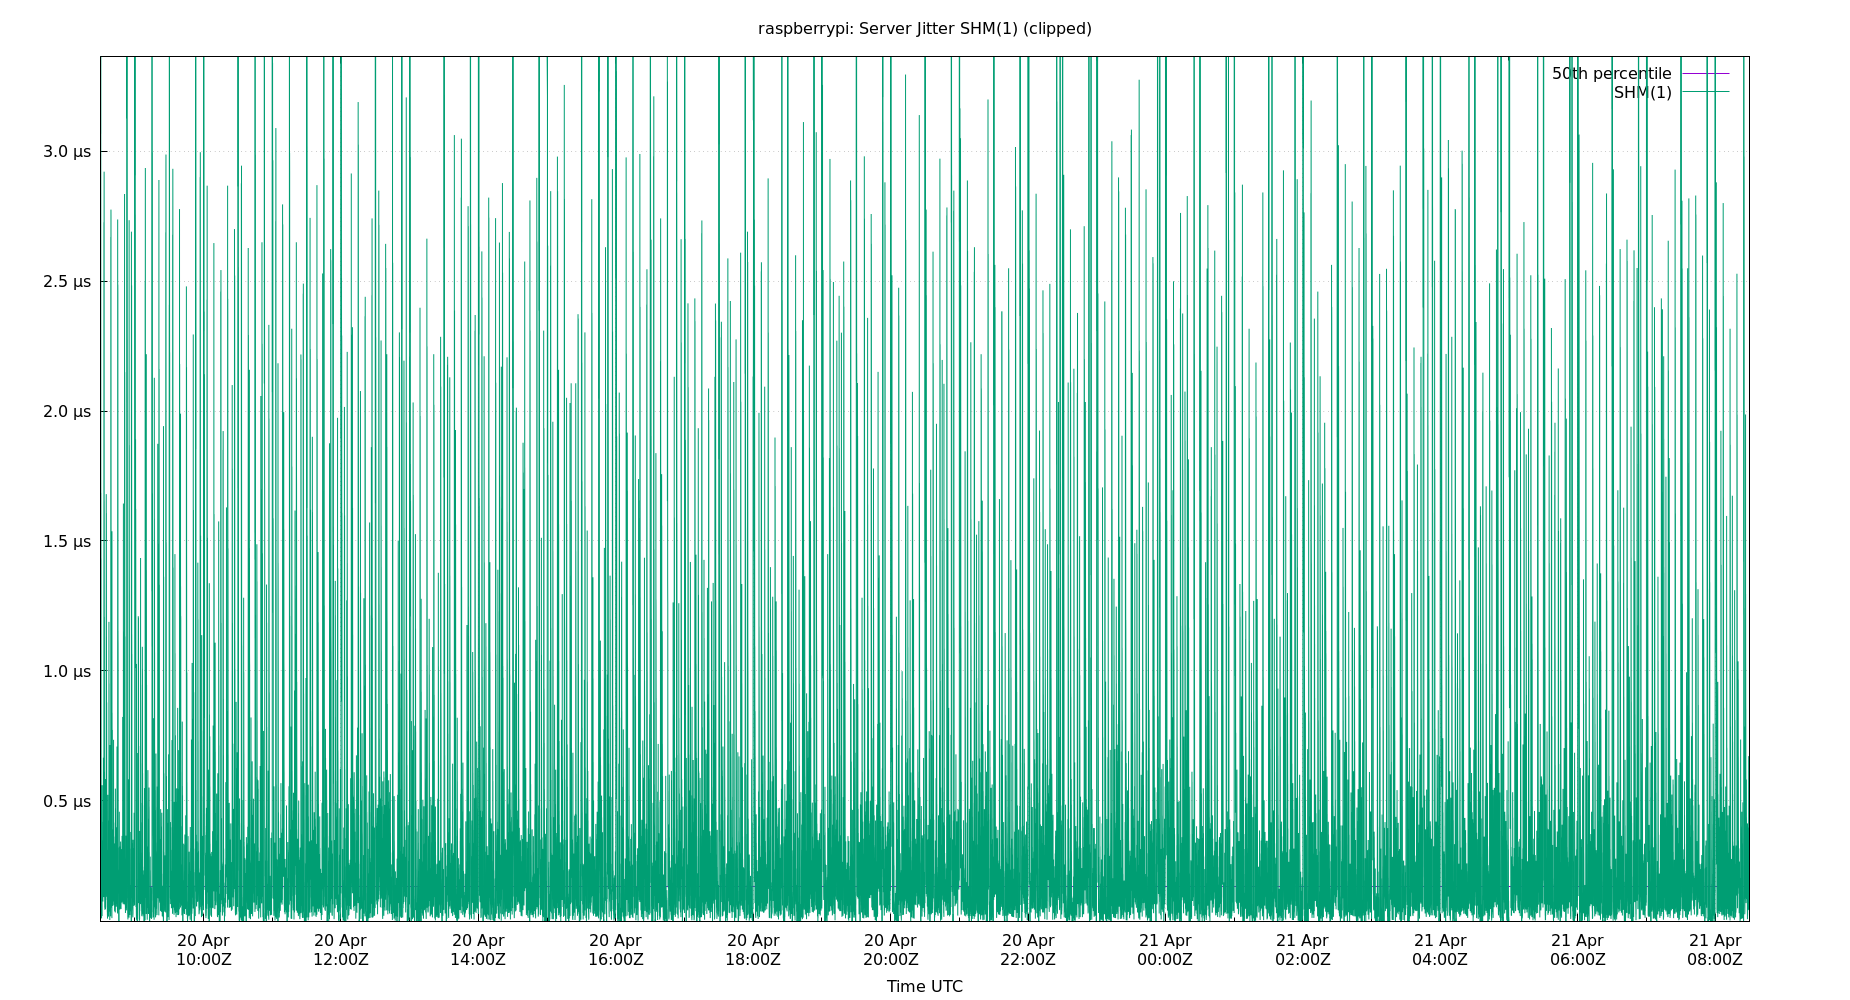 raspberrypi: Server Jitter SHM(1) (clipped)
50th percentile
SHM(1)
3.0 µs
2.5 µs
2.0 µs
1.5 µs
1.0 µs
0.5 µs
20 Apr 20 Apr 20 Apr 20 Apr 20 Apr 20 Apr 20 Apr 21 Apr 21 Apr 21 Apr 21 Apr 21 Apr
10:00Z 12:00Z 14:00Z 16:00Z 18:00Z 20:00Z 22:00Z 00:00Z 02:00Z 04:00Z 06:00Z 08:00Z
Time UTC